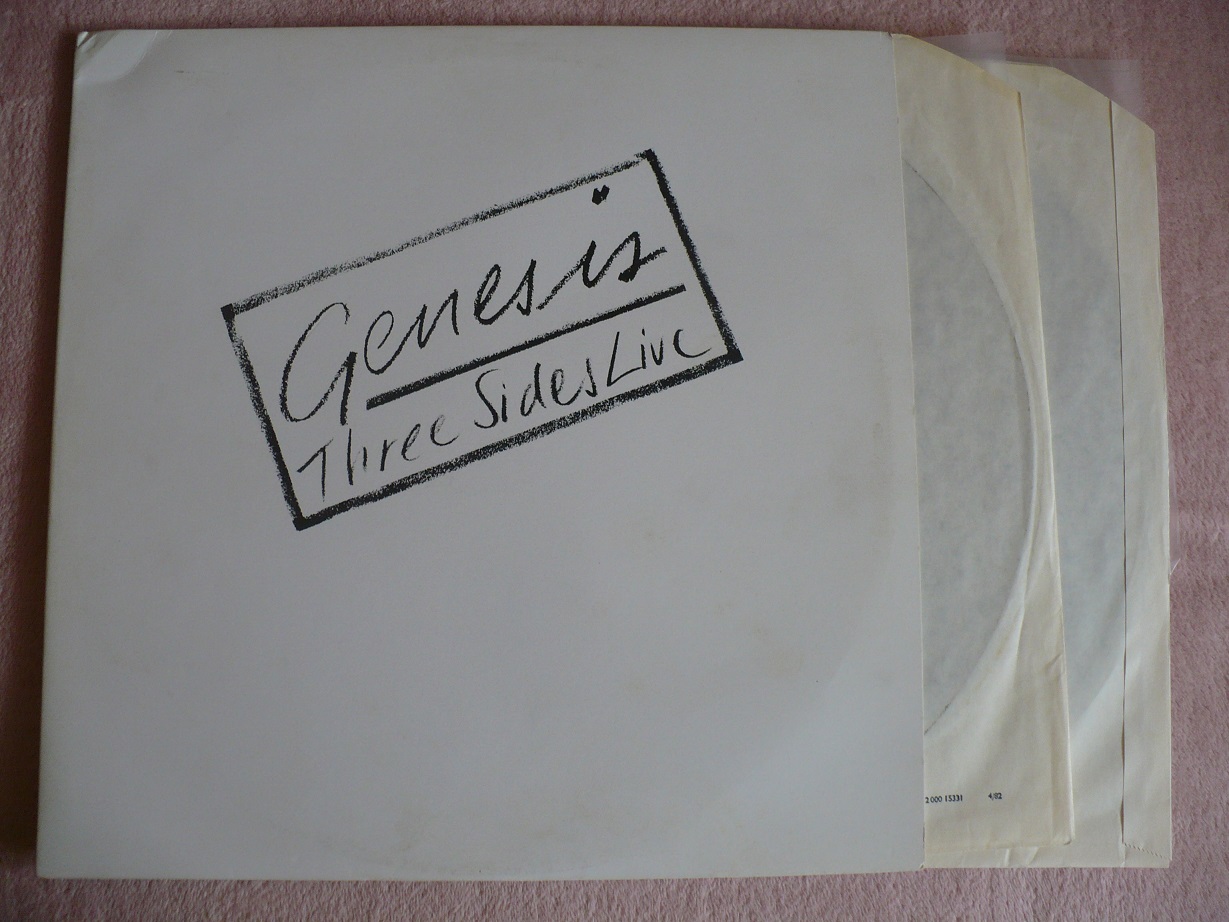 Genesis
Three Sides Live
2 000 15331 4/82